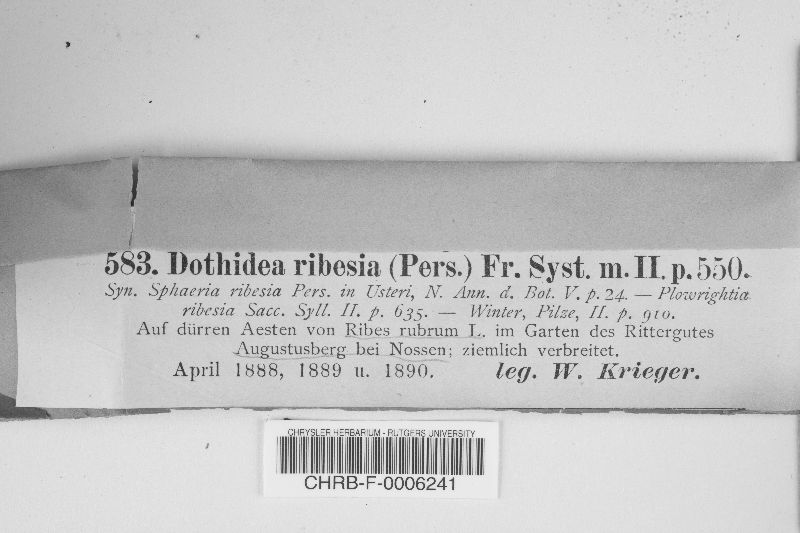 583. Dothidea ribesia (Pers.) Fr. Syst. m. II. p. 550.
Syn. Sphaeria ribesia Pers. in Usteri, N. Ann. d. Bot. V. p. 24. — Plowrightia
ribesia Sacc. Syll. II. p. 635. — Winter, Pilze, II. p. 910.
Auf dürren Aesten von Ribes rubrum L. im Garten des Rittergutes
Augustusberg bei Nossen; ziemlich verbreitet.
April 1888, 1889 u. 1890. leg. W. Krieger.
CHRYSLER HERBARIUM - RUTGERS UNIVERSITY
CHRB-F-0006241